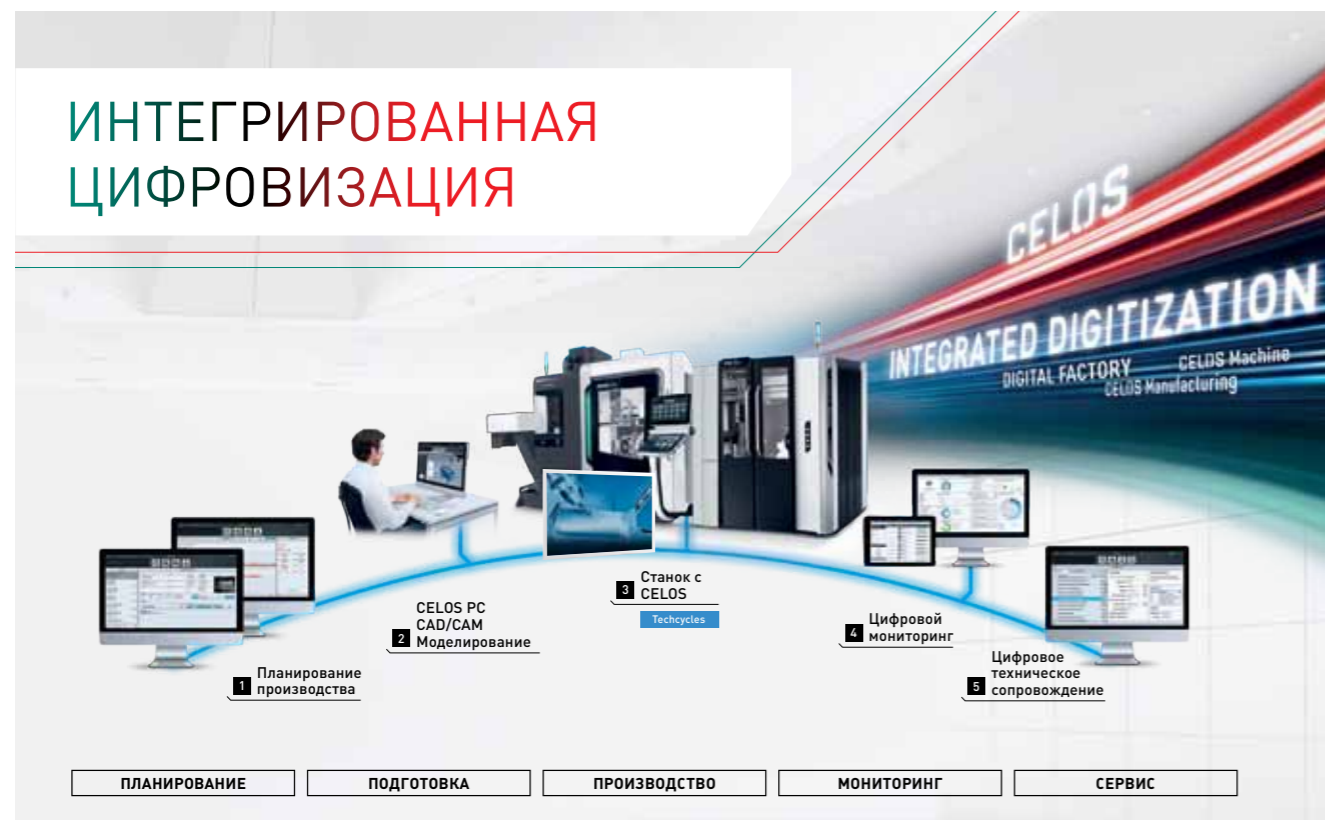 ИНТЕГРИРОВАННАЯ
ЦИФРОВИЗАЦИЯ
CELOS
INTEGRATED DIGITIZATION
DIGITAL FACTORY
CELOS Machine
CELOS Manufacturing
1 Планирование
производства
CELOS PC
CAD/CAM
2 Моделирование
Станок с
3 CELOS
Techcycles
Цифровой
4 мониторинг
Цифровое
техническое
5 сопровождение
ПЛАНИРОВАНИЕ
ПОДГОТОВКА
ПРОИЗВОДСТВО
МОНИТОРИНГ
СЕРВИС